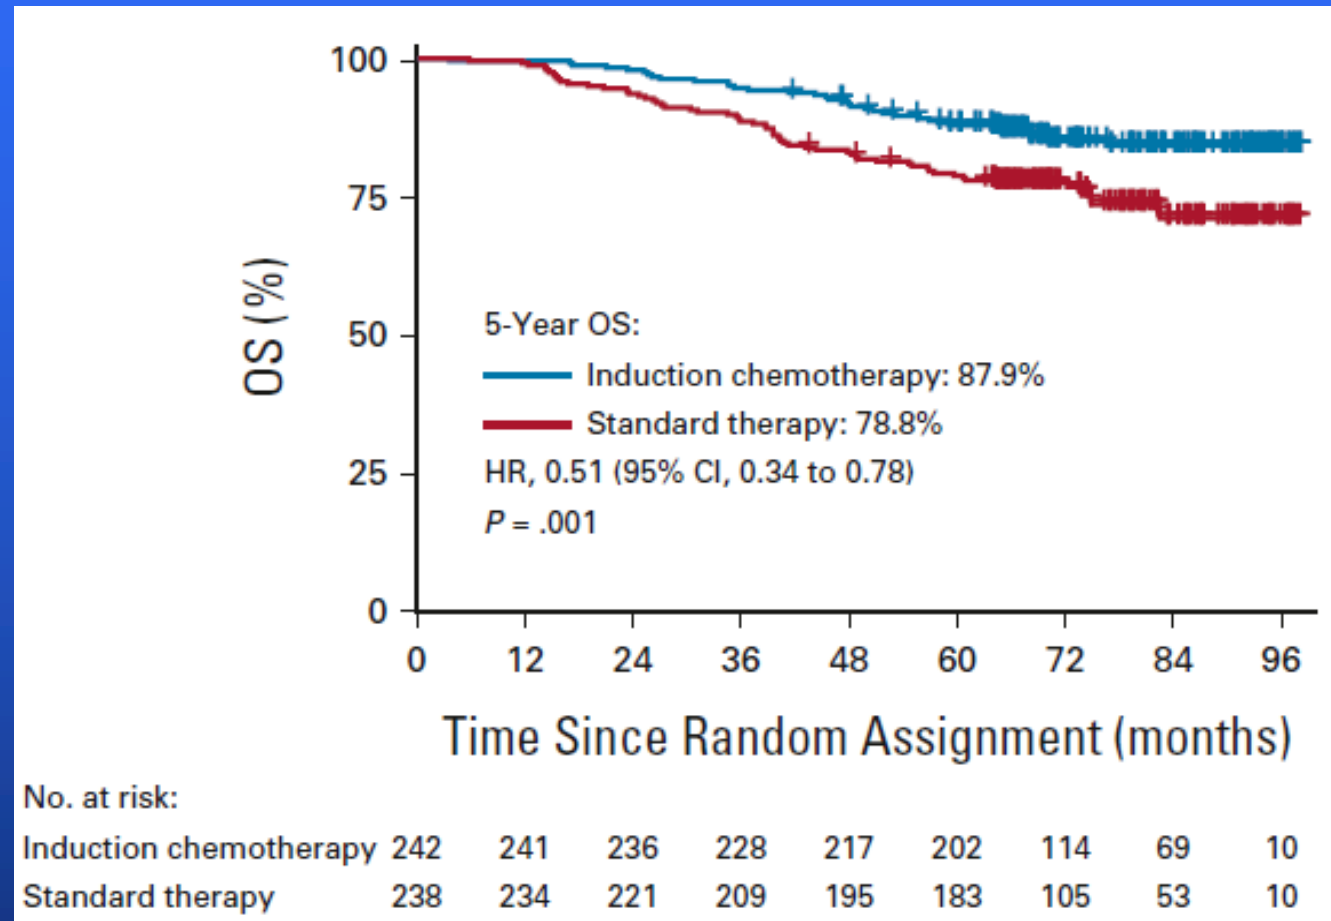 100
75
50
25
0
OS (%)
5-Year OS:
Induction chemotherapy: 87.9%
Standard therapy: 78.8%
HR, 0.51 (95% CI, 0.34 to 0.78)
P = .001
0 12 24 36 48 60 72 84 96
Time Since Random Assignment (months)
No. at risk:
Induction chemotherapy 242 241 236 228 217 202 114 69 10
Standard therapy 238 234 221 209 195 183 105 53 10